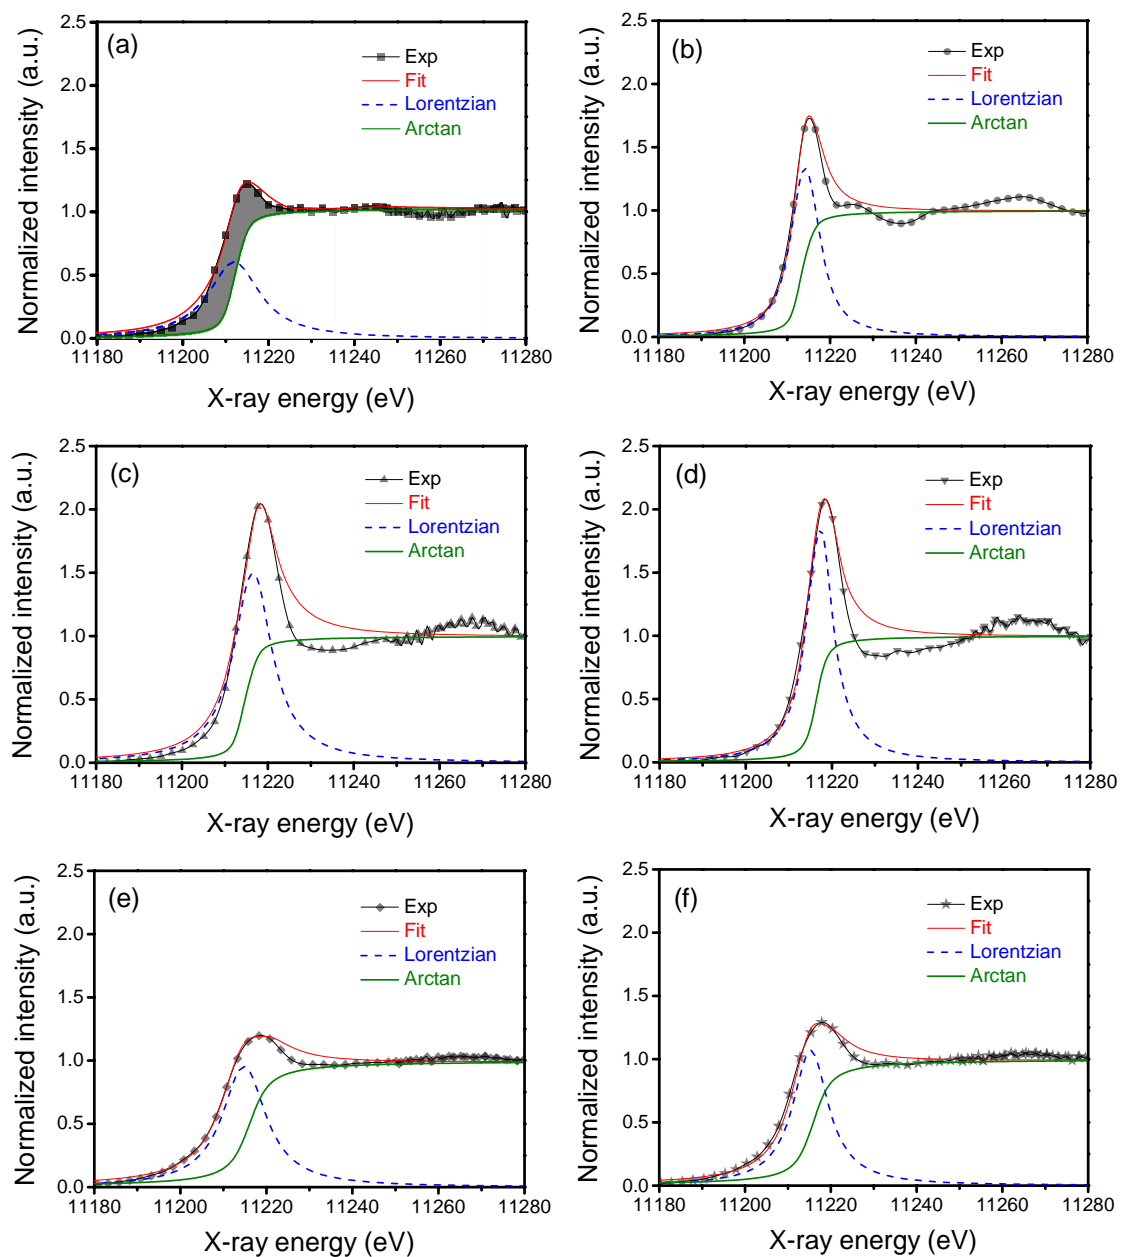 (a)
Normalized intensity (a.u.)
2.5
2.0
1.5
1.0
0.5
0.0
Exp
Fit
Lorentzian
Arctan
11180 11200 11220 11240 11260 11280
X-ray energy (eV)
(b)
Normalized intensity (a.u.)
2.5
2.0
1.5
1.0
0.5
0.0
Exp
Fit
Lorentzian
Arctan
11180 11200 11220 11240 11260 11280
X-ray energy (eV)
(c)
Normalized intensity (a.u.)
2.5
2.0
1.5
1.0
0.5
0.0
Exp
Fit
Lorentzian
Arctan
11180 11200 11220 11240 11260 11280
X-ray energy (eV)
(d)
Normalized intensity (a.u.)
2.5
2.0
1.5
1.0
0.5
0.0
Exp
Fit
Lorentzian
Arctan
11180 11200 11220 11240 11260 11280
X-ray energy (eV)
(e)
Normalized intensity (a.u.)
2.5
2.0
1.5
1.0
0.5
0.0
Exp
Fit
Lorentzian
Arctan
11180 11200 11220 11240 11260 11280
X-ray energy (eV)
(f)
Normalized intensity (a.u.)
2.5
2.0
1.5
1.0
0.5
0.0
Exp
Fit
Lorentzian
Arctan
11180 11200 11220 11240 11260 11280
X-ray energy (eV)